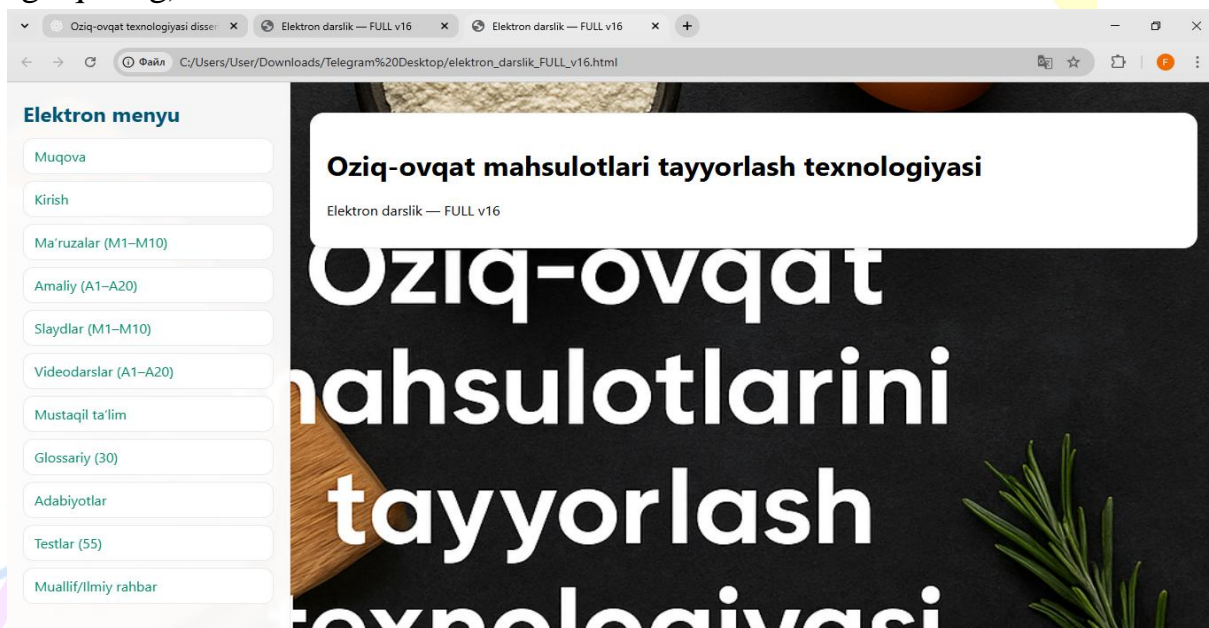 Oziq-ovqat texnologiyasi disser
Elektron darslik — FULL v16
Elektron darslik — FULL v16
Файл C:/Users/User/Downloads/Telegram%20Desktop/elektron_darslik_FULL_v16.html
F
Elektron menyu
Muqova
Kirish
Ma'ruzalar (M1–M10)
Amaliy (A1–A20)
Slaydlar (M1–M10)
Videodarslar (A1–A20)
Mustaqil ta'lim
Glossariy (30)
Adabiyotlar
Testlar (55)
Muallif/Ilmiy rahbar
Oziq-ovqat mahsulotlari tayyorlash texnologiyasi
Elektron darslik — FULL v16
Oziq-ovqat
mahsulotlarini
tayyorlash
texnologiyasi